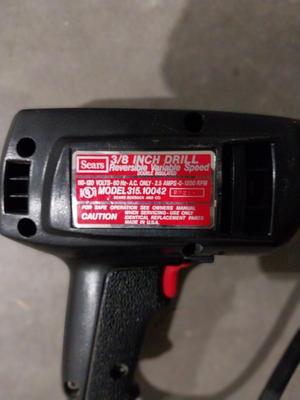 Sears
3/8 INCH DRILL
Reversible Variable Speed
DOUBLE INSULATED
110-120 VOLTS-60 Hz-A.C. ONLY-2.5 AMPS-0-1200 RPM
MODEL 315.10042
SEARS ROEBUCK AND CO.
FOR SAFE OPERATION SEE OWNERS MANUAL
CAUTION
WHEN SERVICING-USE ONLY
IDENTICAL REPLACEMENT PARTS
MADE IN U.S.A.